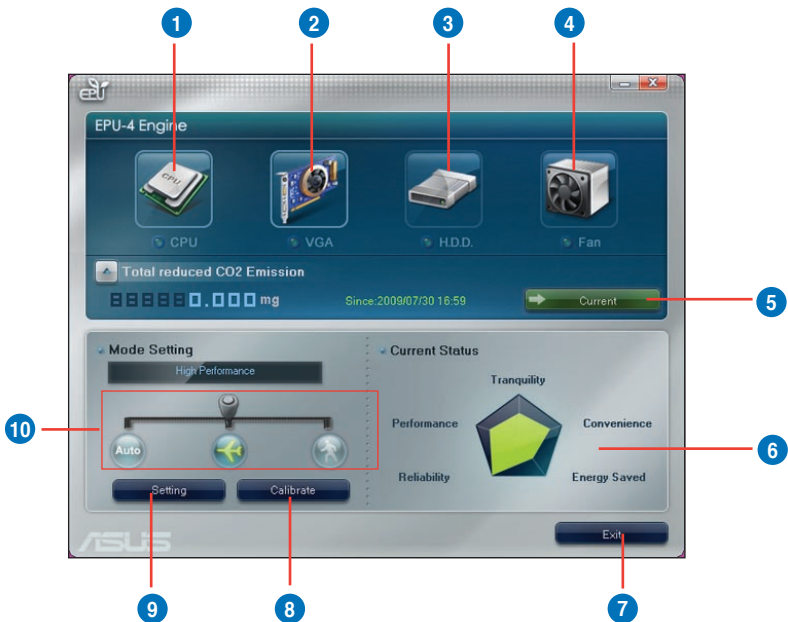 1 2 3 4
EPU
EPU-4 Engine
CPU
CPU VGA H.D.D. Fan
Total reduced CO2 Emission
0.000 mg Since:2009/07/30 16:59 Current 5
Mode Setting
High Performance
10
Auto
Setting Calibrate
Current Status
Tranquility
Performance Convenience
6
Reliability Energy Saved
ASUS
Exit
9 8 7